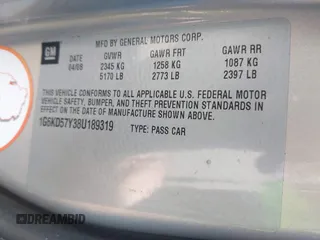 GM
MFD BY GENERAL MOTORS CORP.
DATE GVWR GAWR FRT GAWR RR
04/08 2345 KG 1258 KG 1087 KG
5170 LB 2773 LB 2397 LB
THIS VEHICLE CONFORMS TO ALL APPLICABLE U.S. FEDERAL MOTOR
VEHICLE SAFETY, BUMPER, AND THEFT PREVENTION STANDARDS IN
EFFECT ON THE DATE OF MANUFACTURE SHOWN ABOVE.
1G6KD57Y38U189319 TYPE: PASS CAR
DREAMBID